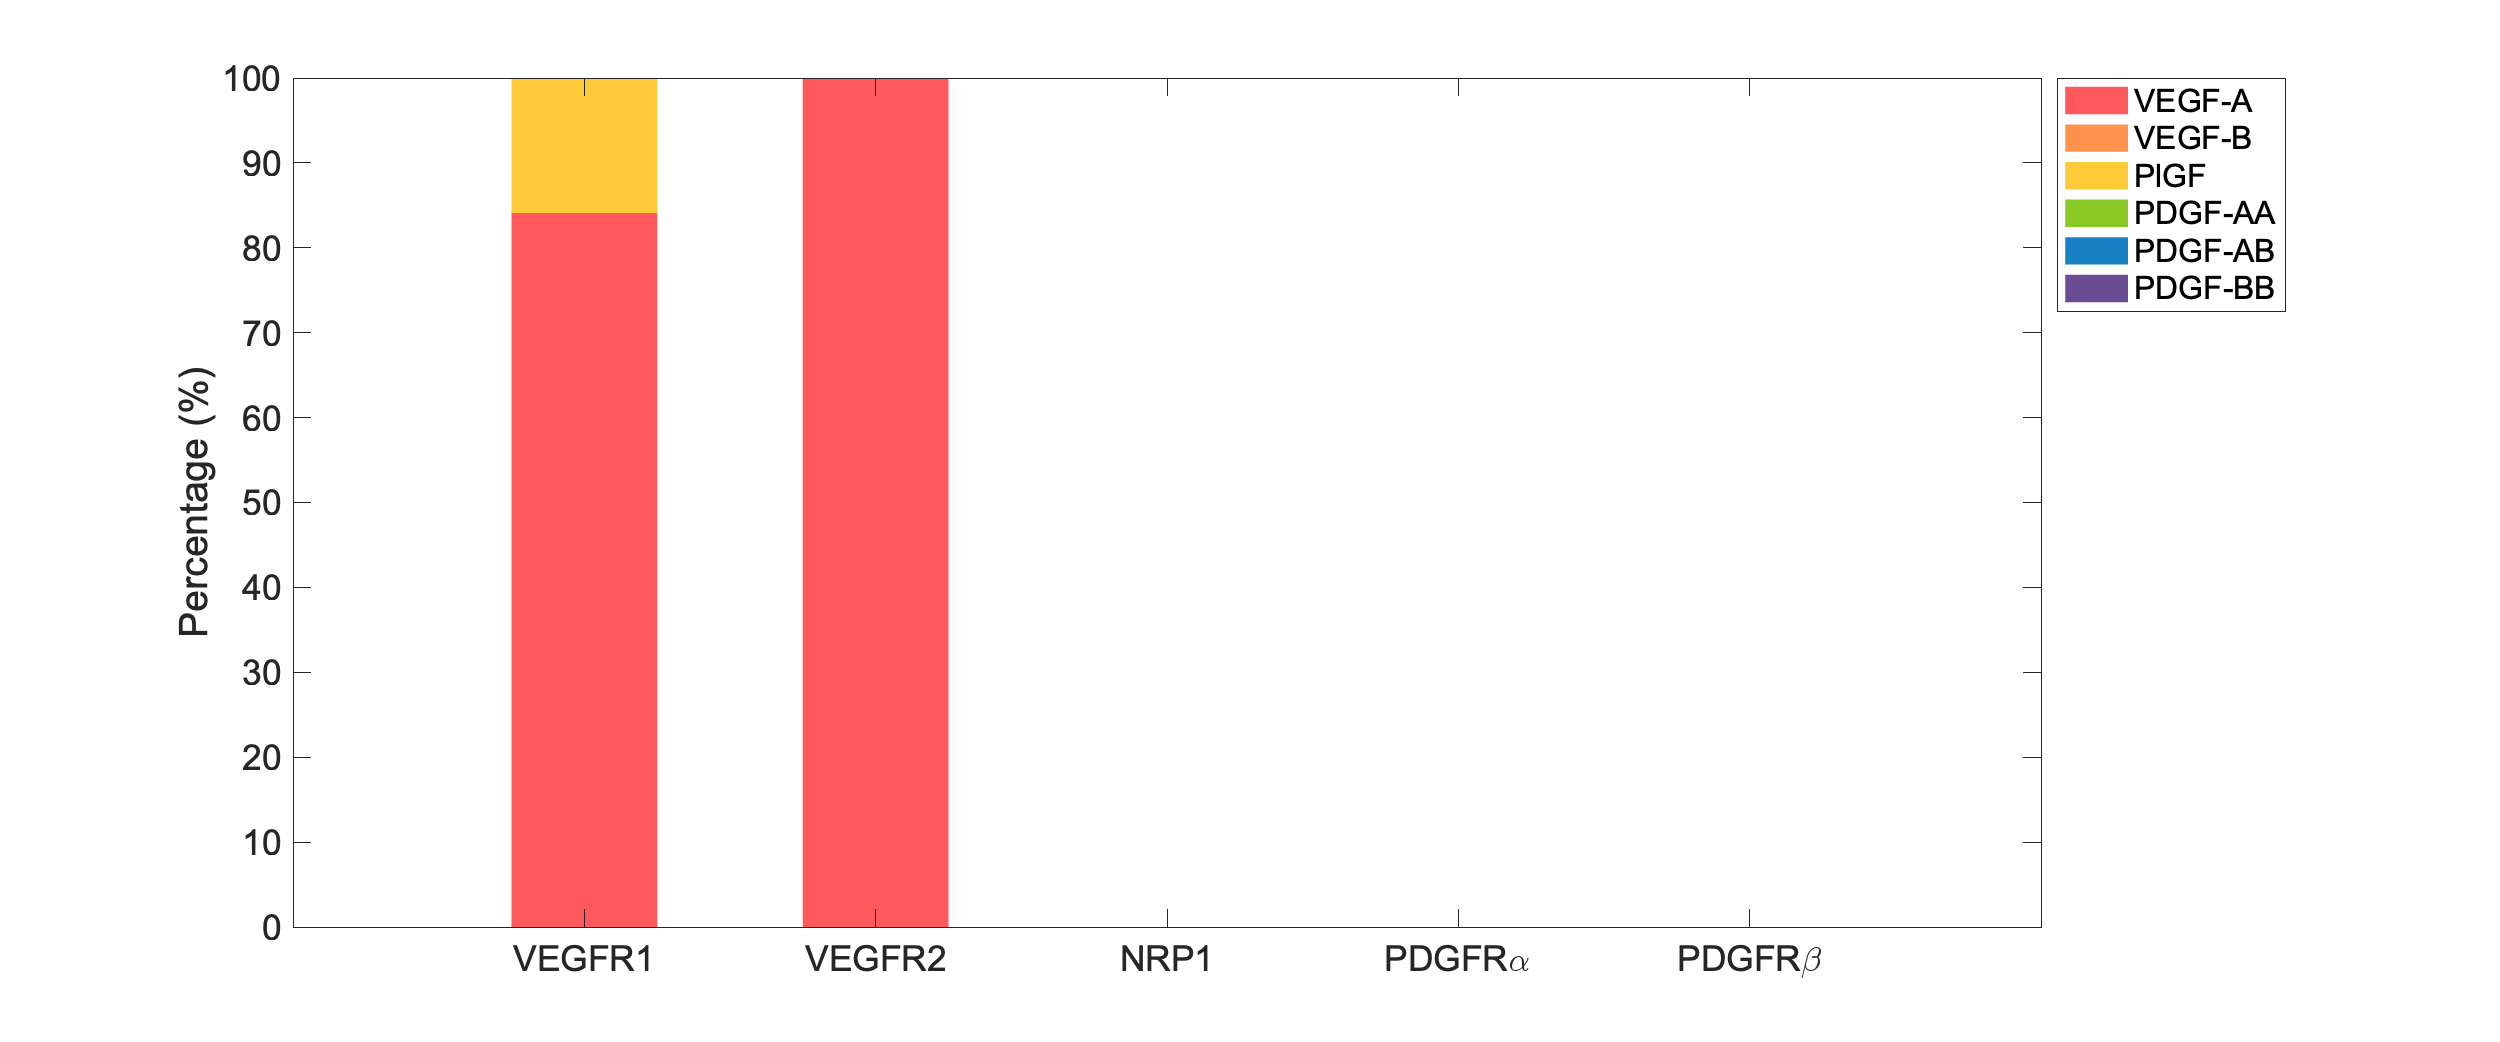 Percentage (%)
100
90
80
70
60
50
40
30
20
10
0
VEGFR1
VEGFR2
NRP1
PDGFRα
PDGFRβ
VEGF-A
VEGF-B
PlGF
PDGF-AA
PDGF-AB
PDGF-BB